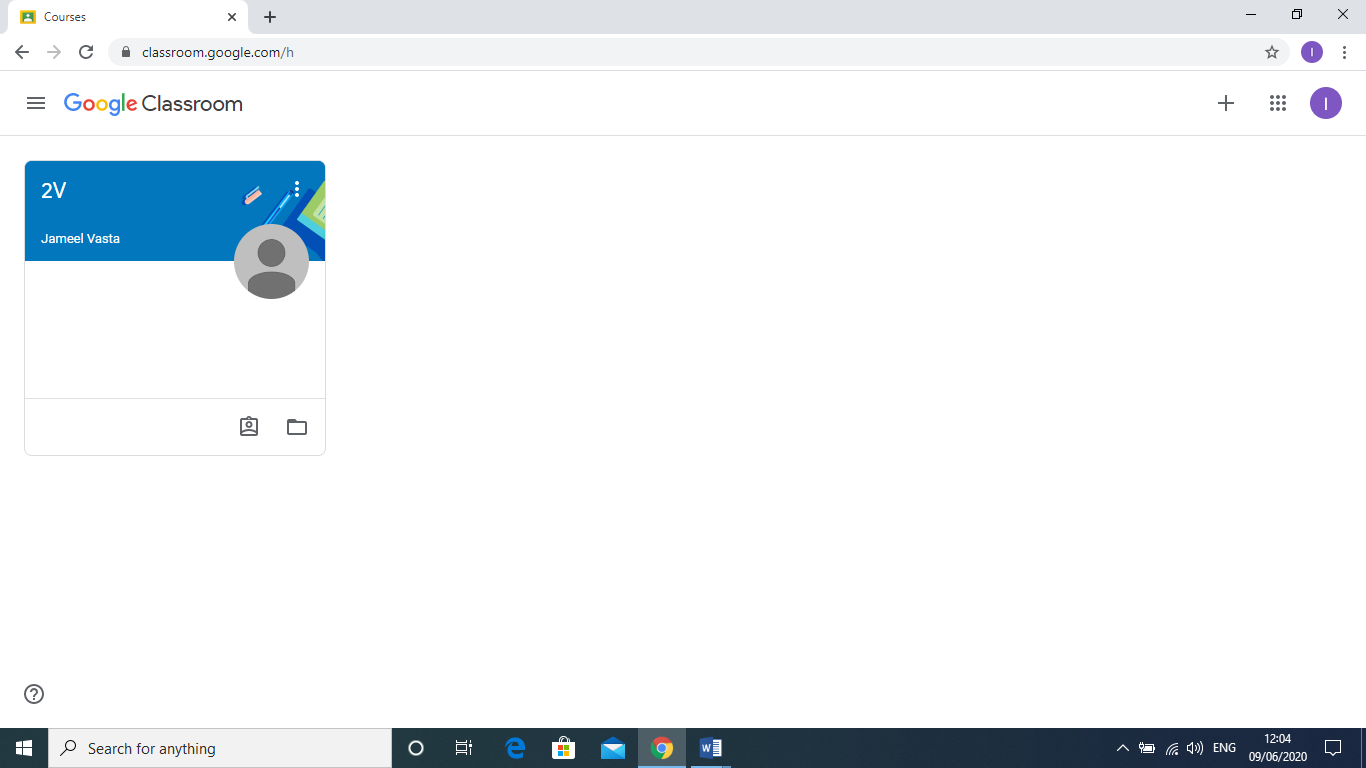 Courses
classroom.google.com/h
I
Google Classroom
I
2V
Jameel Vasta
Search for anything
ENG
12:04
09/06/2020